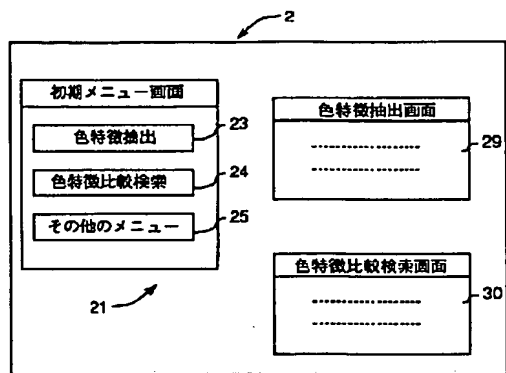 2
初期メニュー画面
色特徴抽出
23
色特徴比較検索
24
その他のメニュー
25
21
色特徴抽出画面
29
色特徴比較検索画面
30